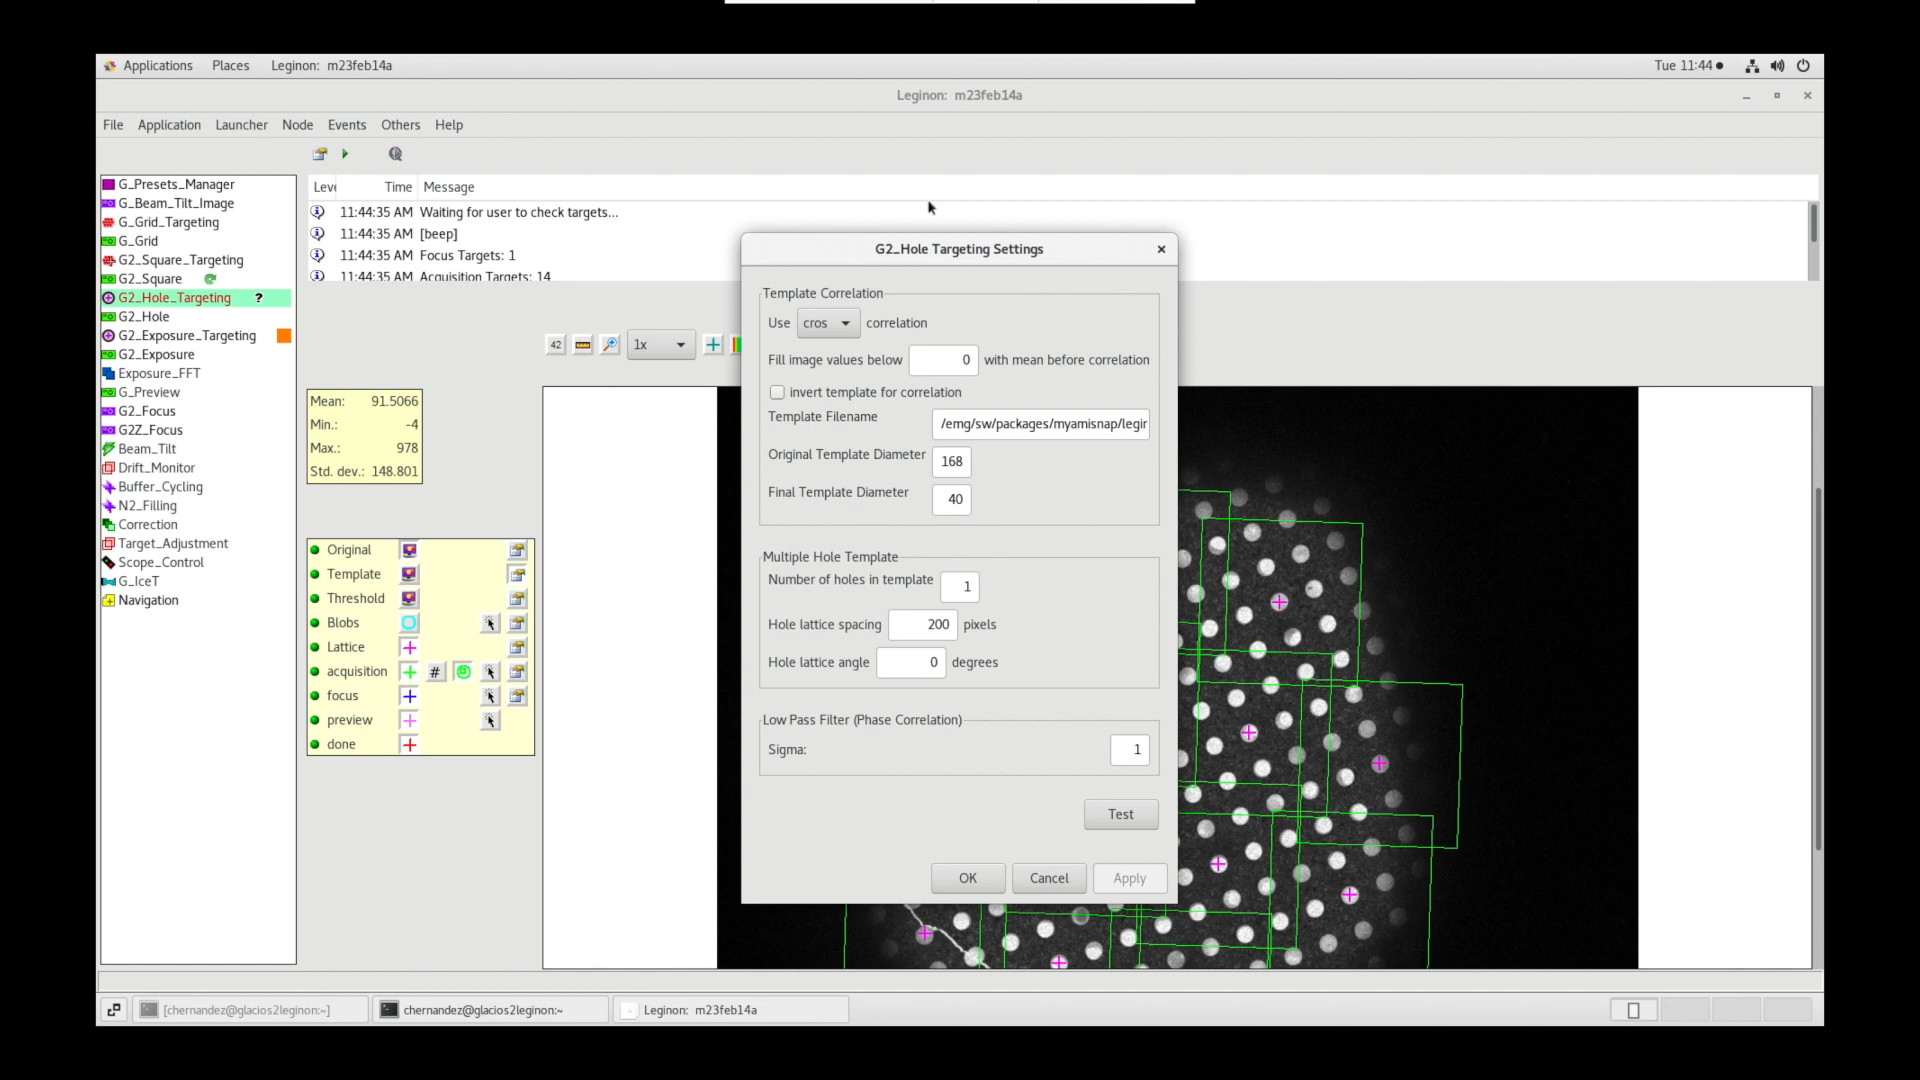 Applications Places Leginon: m23feb14a Tue 11:44
Leginon: m23feb14a
File Application Launcher Node Events Others Help
Leve Time Message
11:44:35 AM Waiting for user to check targets...
11:44:35 AM [beep]
11:44:35 AM Focus Targets: 1
11:44:35 AM Acquisition Targets: 14
G_Presets_Manager
G_Beam_Tilt_Image
G_Grid_Targeting
G_Grid
G2_Square_Targeting
G2_Square
G2_Hole_Targeting ?
G2_Hole
G2_Exposure_Targeting
G2_Exposure
Exposure_FFT
G_Preview
G2_Focus
G2Z_Focus
Beam_Tilt
Drift_Monitor
Buffer_Cycling
N2_Filling
Correction
Target_Adjustment
Scope_Control
G_IceT
Navigation
42 1x
Mean: 91.5066
Min.: -4
Max.: 978
Std. dev.: 148.801
Original
Template
Threshold
Blobs
Lattice
acquisition #
focus
preview
done
G2_Hole Targeting Settings
Template Correlation
Use cros correlation
Fill image values below 0 with mean before correlation
invert template for correlation
Template Filename /emg/sw/packages/myamisnap/legir
Original Template Diameter 168
Final Template Diameter 40
Multiple Hole Template
Number of holes in template 1
Hole lattice spacing 200 pixels
Hole lattice angle 0 degrees
Low Pass Filter (Phase Correlation)
Sigma: 1
Test
OK Cancel Apply
[chernandez@glacios2leginon:~] chernandez@glacios2leginon:~ Leginon: m23feb14a